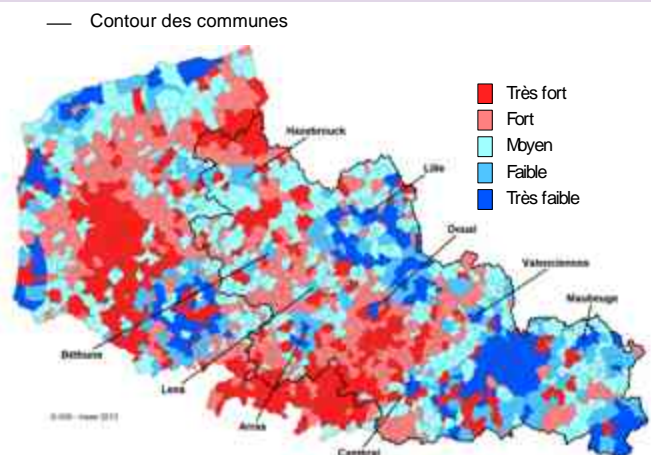 Contour des communes
Très fort
Fort
Moyen
Faible
Très faible
Hazebrouck
Lille
Douai
Valenciennes
Maubeuge
Béthune
Lens
Arras
Cambrai